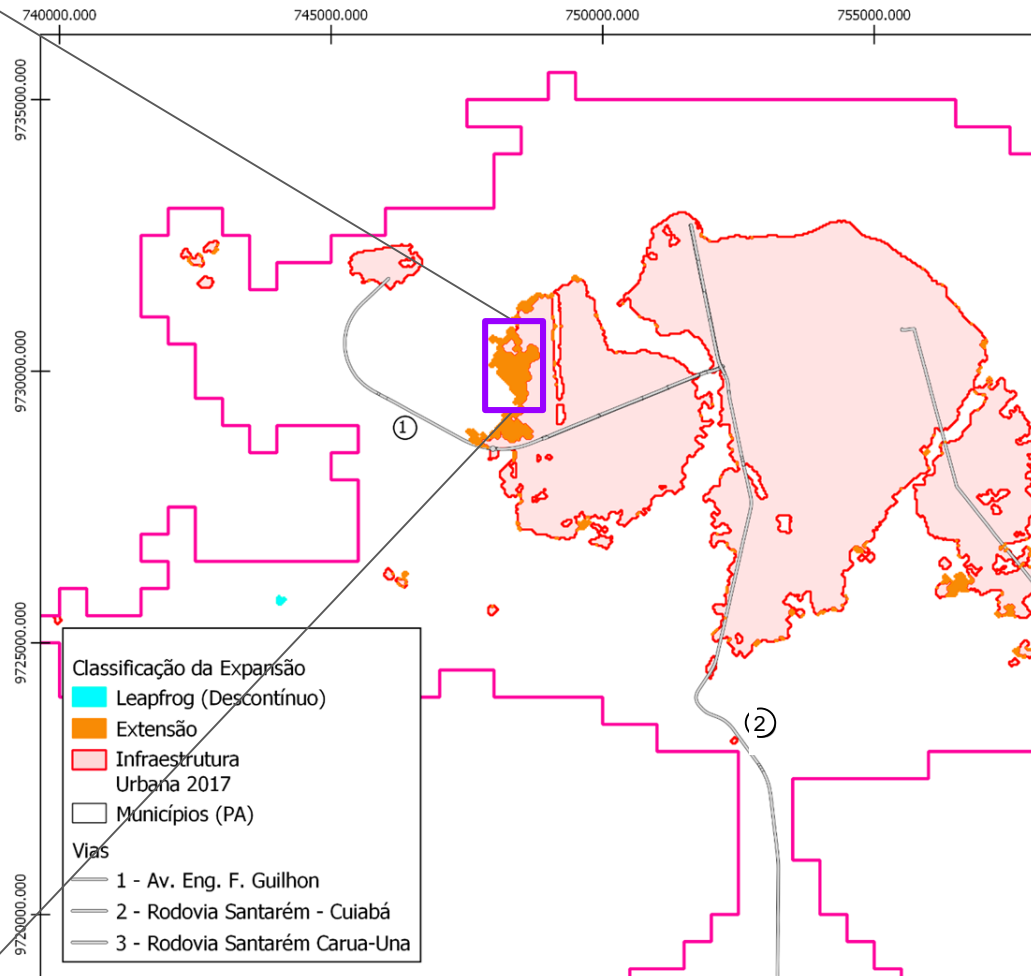 740000.000 745000.000 750000.000 755000.000
9735000.000
9730000.000
9725000.000
9720000.000
1
2
Classificação da Expansão
Leapfrog (Descontínuo)
Extensão
Infraestrutura
Urbana 2017
Municípios (PA)
Vias
1 - Av. Eng. F. Guilhon
2 - Rodovia Santarém - Cuiabá
3 - Rodovia Santarém Carua-Una